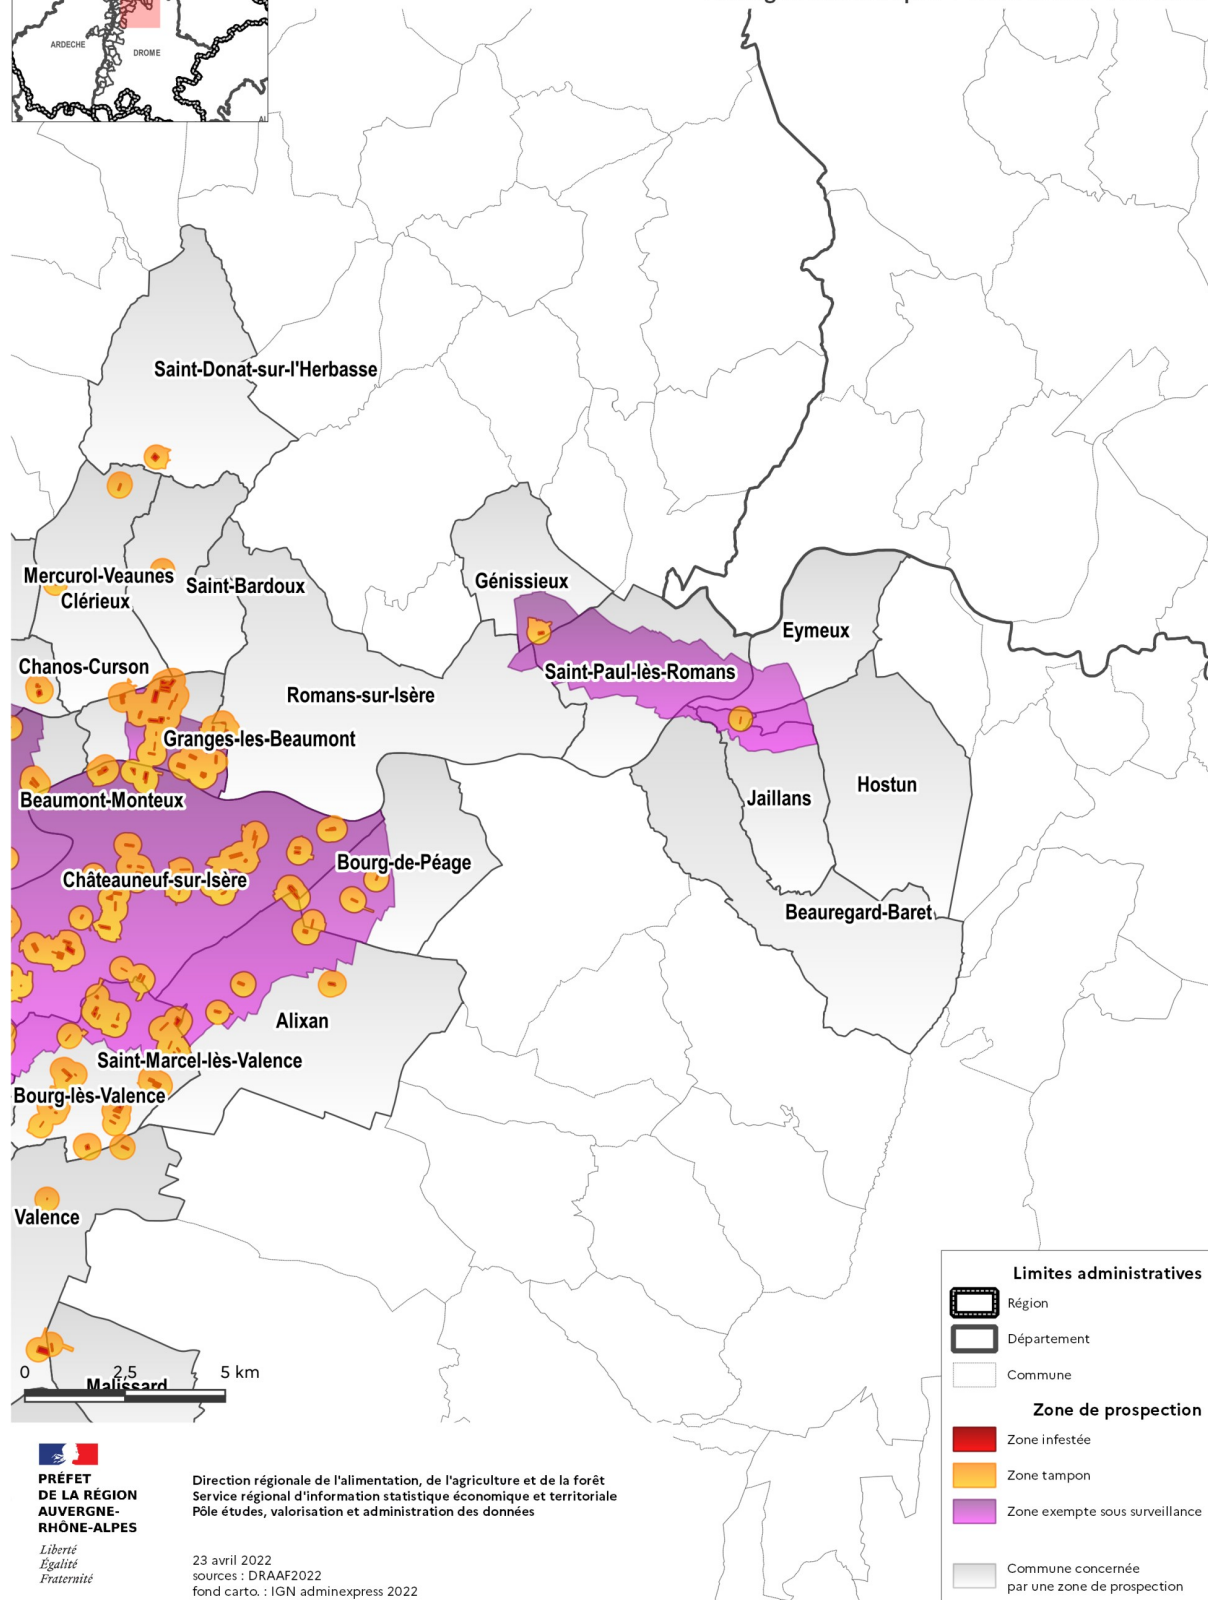 ARDECHE
DROME
Saint-Donat-sur-l'Herbasse
Mercurol-Veaunes
Saint-Bardoux
Génissieux
Clérieux
Eymeux
Chanos-Curson
Saint-Paul-lès-Romans
Romans-sur-Isère
Granges-les-Beaumont
Beaumont-Monteux
Jaillans
Hostun
Bourg-de-Péage
Châteauneuf-sur-Isère
Beauregard-Baret
Alixan
Saint-Marcel-lès-Valence
Bourg-lès-Valence
Valence
Malissard
0 2,5 5 km
Limites administratives
Région
Département
Commune
Zone de prospection
Zone infestée
Zone tampon
Zone exempte sous surveillance
Commune concernée
par une zone de prospection
PRÉFET
DE LA RÉGION
AUVERGNE-
RHÔNE-ALPES
Liberté
Égalité
Fraternité
Direction régionale de l'alimentation, de l'agriculture et de la forêt
Service régional d'information statistique économique et territoriale
Pôle études, valorisation et administration des données
23 avril 2022
sources : DRAAF2022
fond carto. : IGN adminexpress 2022